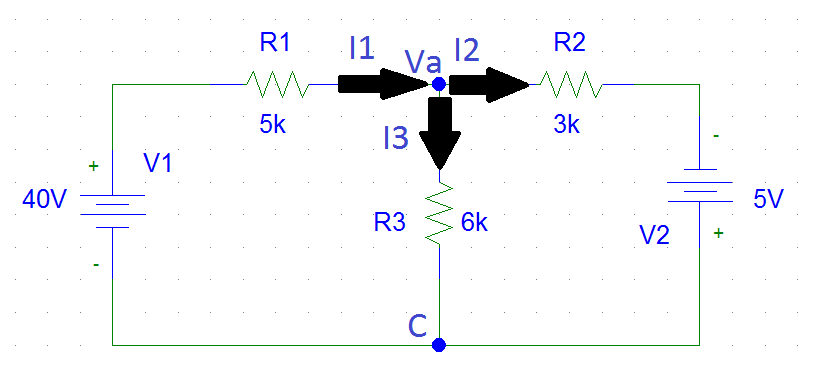 R1 I1 Va I2 R2
5k 3k
I3
+ V1 -
40V R3 6k 5V
V2 +
-
C